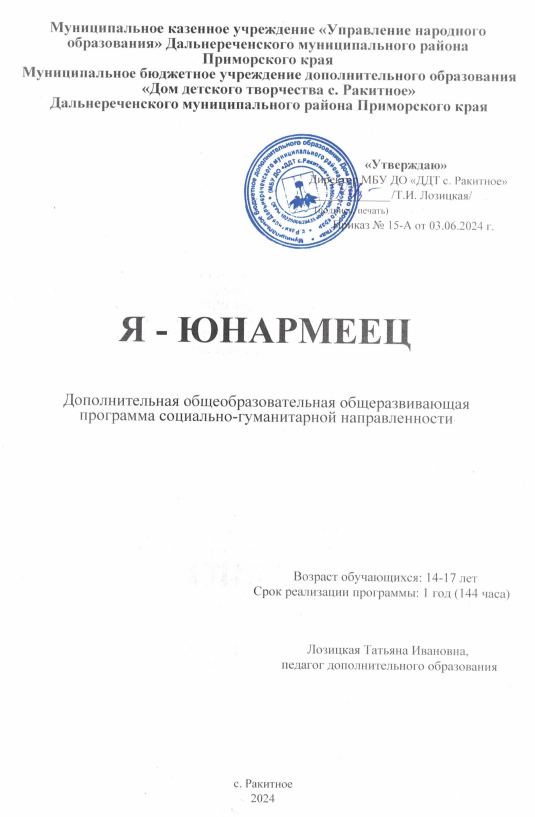 Муниципальное казенное учреждение «Управление народного
образования» Дальнереченского муниципального района
Приморского края
Муниципальное бюджетное учреждение дополнительного образования
«Дом детского творчества с. Ракитное»
Дальнереченского муниципального района Приморского края
«Утверждаю»
Директор МБУ ДО «ДДТ с. Ракитное»
/Т.И. Лозицкая/
(подпись, печать)
Приказ № 15-А от 03.06.2024 г.
Я - ЮНАРМЕЕЦ
Дополнительная общеобразовательная общеразвивающая
программа социально-гуманитарной направленности
Возраст обучающихся: 14-17 лет
Срок реализации программы: 1 год (144 часа)
Лозицкая Татьяна Ивановна,
педагог дополнительного образования
с. Ракитное
2024